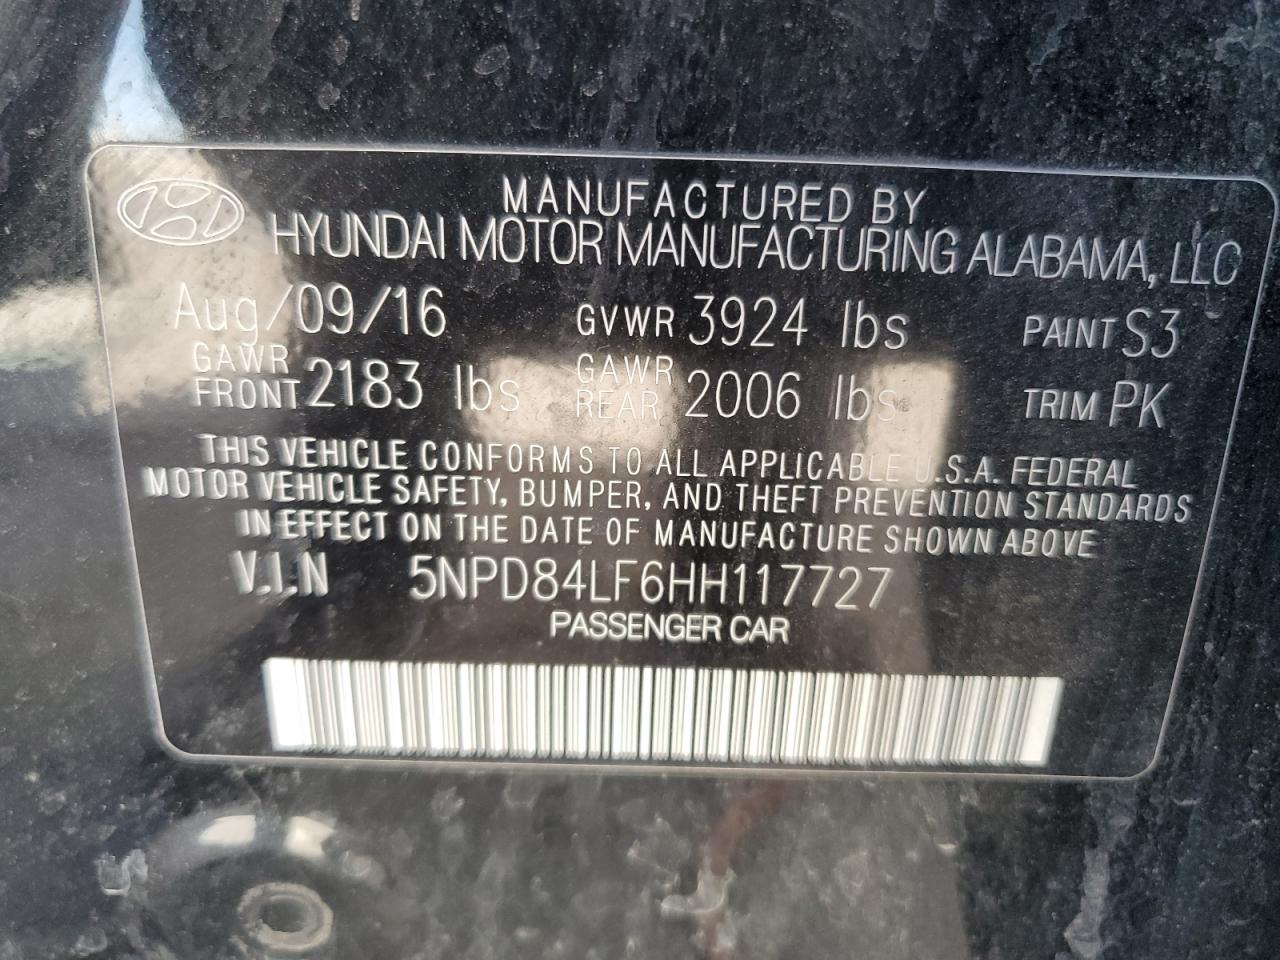 MANUFACTURED BY
HYUNDAI MOTOR MANUFACTURING ALABAMA, LLC
Aug/09/16 GVWR 3924 lbs PAINT S3
GAWR FRONT 2183 lbs GAWR REAR 2006 lbs TRIM PK
THIS VEHICLE CONFORMS TO ALL APPLICABLE U.S.A. FEDERAL
MOTOR VEHICLE SAFETY, BUMPER, AND THEFT PREVENTION STANDARDS
IN EFFECT ON THE DATE OF MANUFACTURE SHOWN ABOVE
V.I.N 5NPD84LF6HH117727
PASSENGER CAR